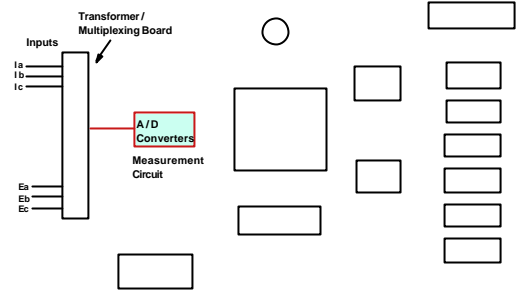 Transformer /
Multiplexing Board
Inputs
Ia
Ib
Ic
A / D
Converters
Measurement
Circuit
Ea
Eb
Ec